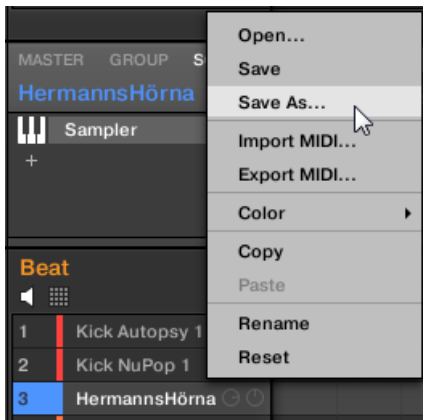 MASTER GROUP S
HermannsHörna
Sampler
+
Beat
1 Kick Autopsy 1
2 Kick NuPop 1
3 HermannsHörna
Open...
Save
Save As...
Import MIDI...
Export MIDI...
Color
Copy
Paste
Rename
Reset